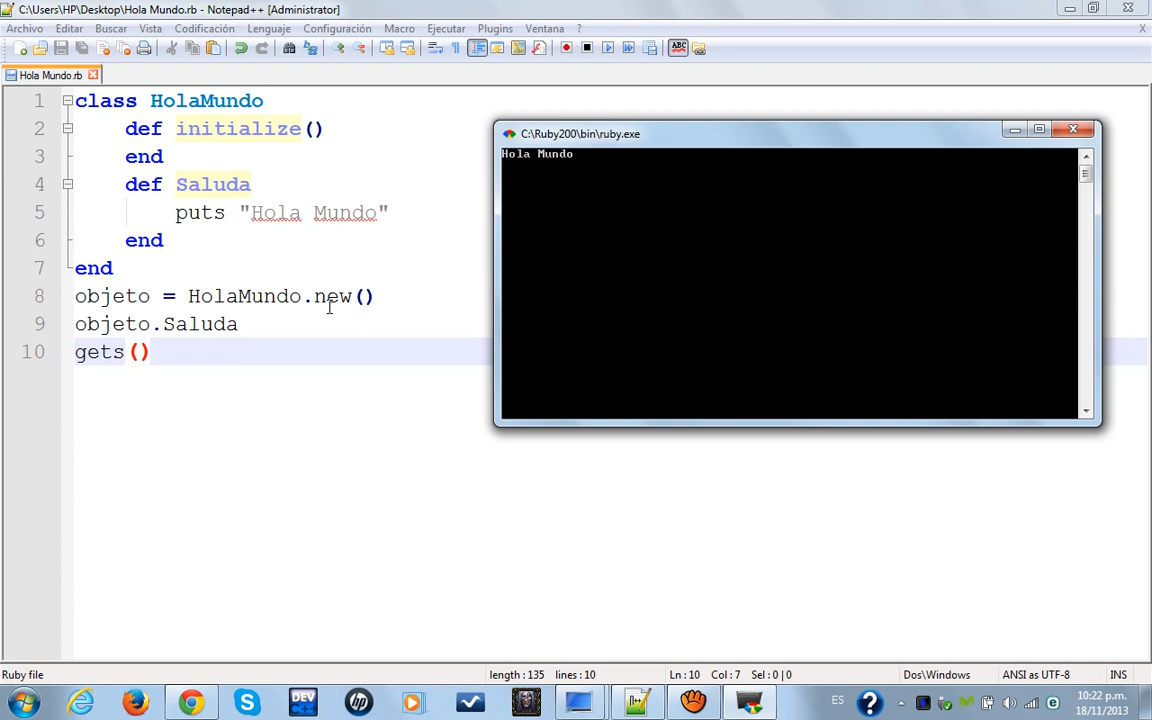 C:\Users\HP\Desktop\Hola Mundo.rb - Notepad++ [Administrator]
Archivo Editar Buscar Vista Codificación Lenguaje Configuración Macro Ejecutar Plugins Ventana ? X
ABC
Hola Mundo.rb
1 class HolaMundo
2 def initialize()
3 end
4 def Saluda
5 puts "Hola Mundo"
6 end
7 end
8 objeto = HolaMundo.new()
9 objeto.Saluda
10 gets()
C:\Ruby200\bin\ruby.exe
Hola Mundo
Ruby file length : 135 lines : 10 Ln : 10 Col : 7 Sel : 0 | 0 Dos\Windows ANSI as UTF-8 INS
DEV
C++
hp
ES
?
10:22 p.m.
18/11/2013